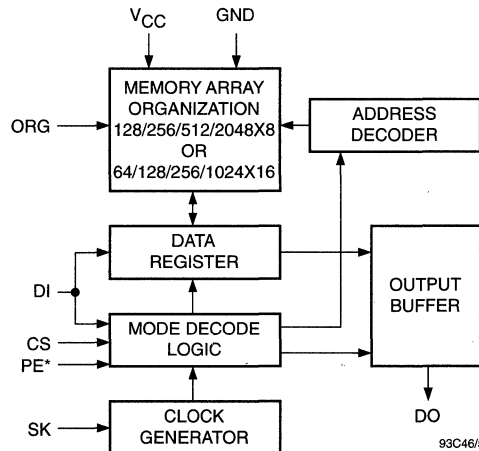 VCC GND
MEMORY ARRAY
ORGANIZATION
128/256/512/2048X8
OR
64/128/256/1024X16
ORG
ADDRESS
DECODER
DATA
REGISTER
DI
OUTPUT
BUFFER
MODE DECODE
LOGIC
CS
PE*
CLOCK
GENERATOR
SK
DO